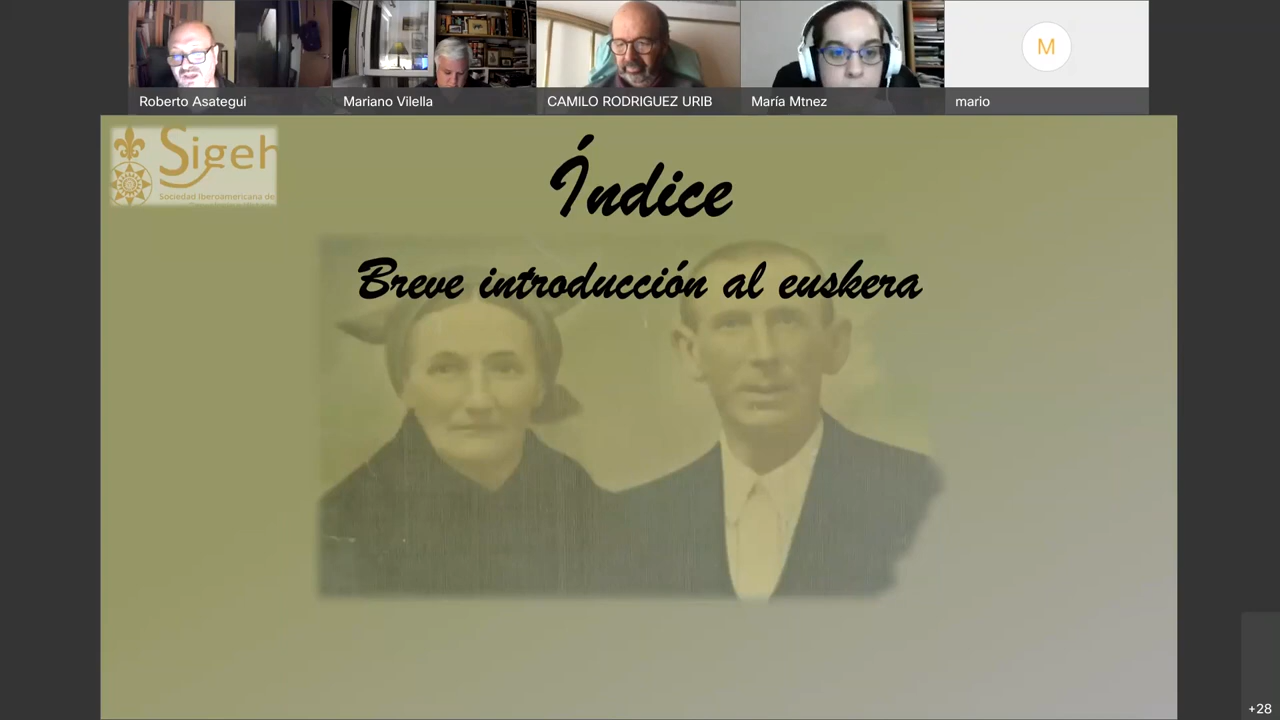 Roberto Asategui
Mariano Vilella
CAMILO RODRIGUEZ URIB
María Mtnez
M
mario
Sigeh
Sociedad Iberoamericana de
Índice
Breve introducción al euskera
+28